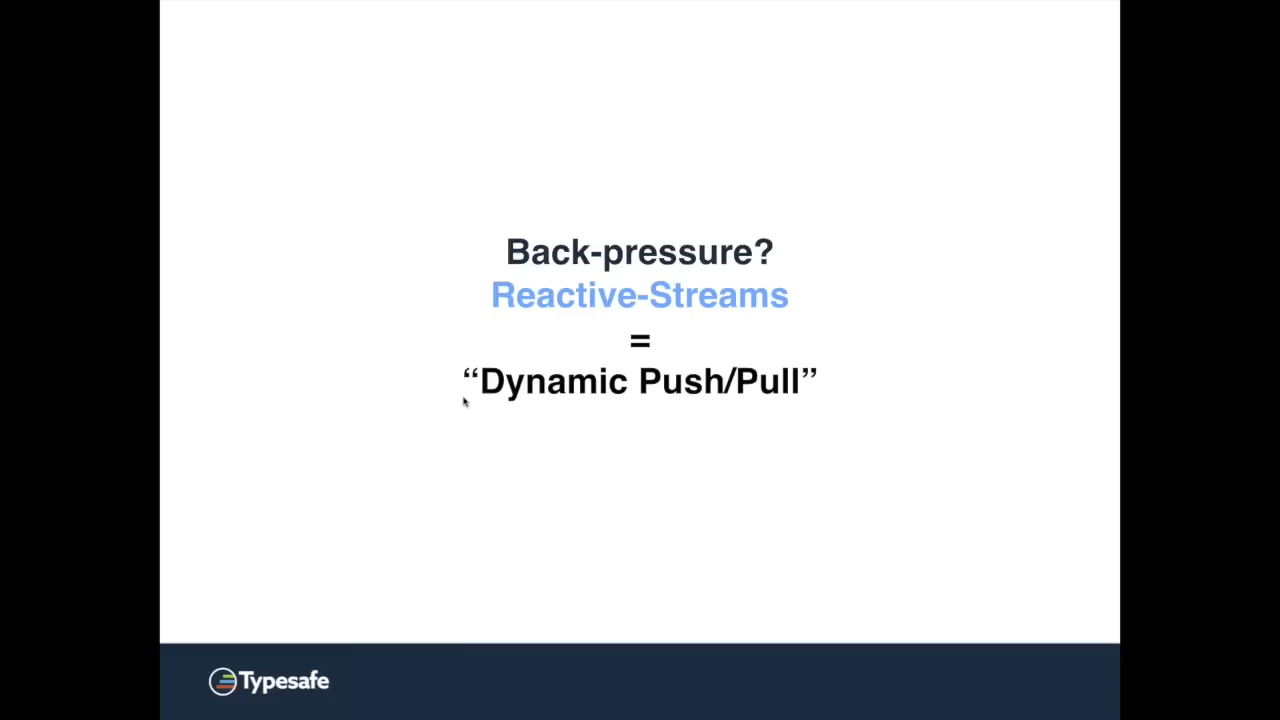 Back-pressure?
Reactive-Streams
=
“Dynamic Push/Pull”
Typesafe